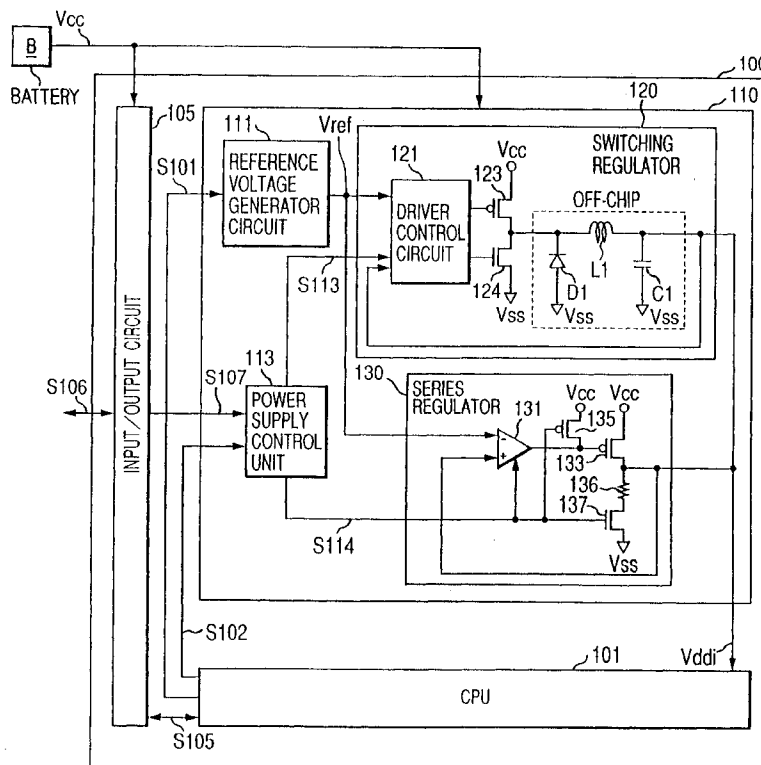 Vcc
B
BATTERY
100
110
120
105
111
Vref
SWITCHING
REGULATOR
S101
REFERENCE
VOLTAGE
GENERATOR
CIRCUIT
121
DRIVER
CONTROL
CIRCUIT
Vcc
123
OFF-CHIP
L1
D1
C1
124
Vss
Vss
Vss
S113
INPUT/OUTPUT CIRCUIT
S106
S107
113
POWER
SUPPLY
CONTROL
UNIT
130
SERIES
REGULATOR
131
-
+
Vcc
Vcc
135
133
136
137
Vss
S114
S102
101
Vddi
CPU
S105